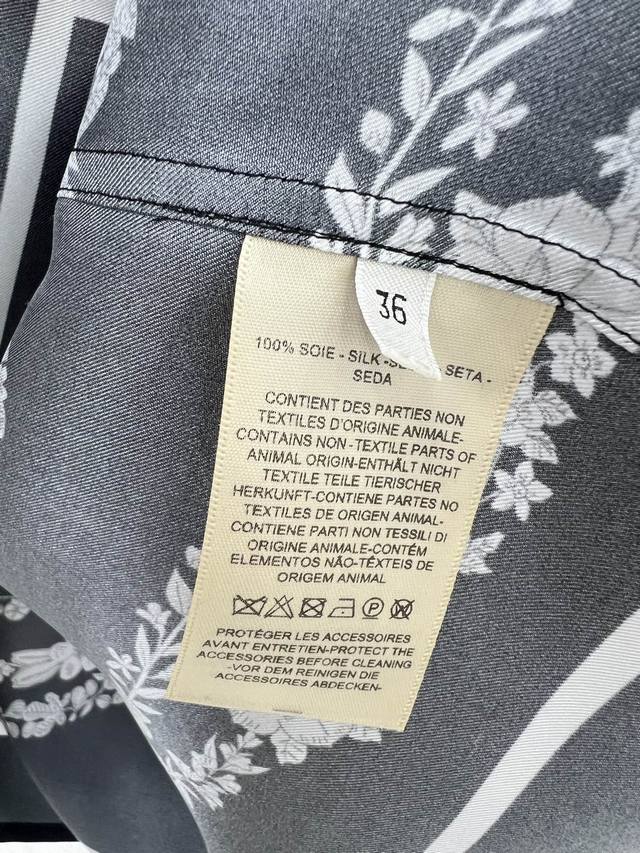 36
100% SOIE - SILK - SETA -
SEDA
CONTIENT DES PARTIES NON
TEXTILES D'ORIGINE ANIMALE-
CONTAINS NON-TEXTILE PARTS OF
ANIMAL ORIGIN-ENTHÄLT NICHT
TEXTILE TEILE TIERISCHER
HERKUNFT-CONTIENE PARTES NO
TEXTILES DE ORIGEN ANIMAL-
CONTIENE PARTI NON TESSILI DI
ORIGINE ANIMALE-CONTÉM
ELEMENTOS NÃO-TÊXTEIS DE
ORIGEM ANIMAL
P
PROTÉGER LES ACCESSOIRES
AVANT ENTRETIEN-PROTECT THE
ACCESSORIES BEFORE CLEANING
-VOR DEM REINIGEN DIE
ACCESSOIRES ABDECKEN-